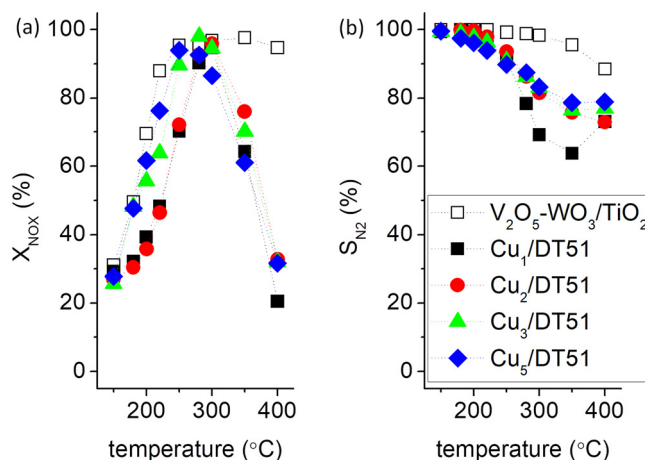 (a)
(b)
100
80
60
40
20
0
X_NOX (%)
200 300 400
temperature (°C)
100
80
60
40
20
0
S_N2 (%)
V₂O₅-WO₃/TiO₂
Cu₁/DT51
Cu₂/DT51
Cu₃/DT51
Cu₅/DT51
200 300 400
temperature (°C)